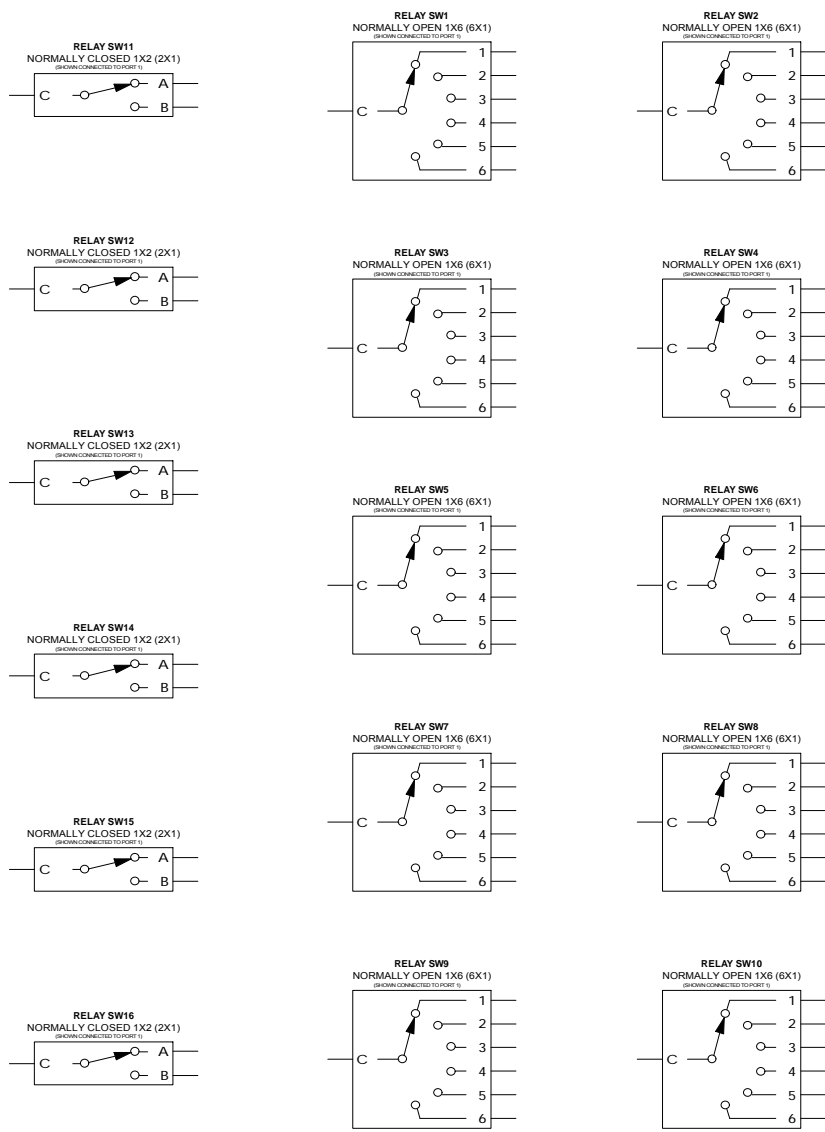 RELAY SW11
NORMALLY CLOSED 1X2 (2X1)
(SHOWN CONNECTED TO PORT 1)
C
A
B
RELAY SW12
NORMALLY CLOSED 1X2 (2X1)
(SHOWN CONNECTED TO PORT 1)
C
A
B
RELAY SW13
NORMALLY CLOSED 1X2 (2X1)
(SHOWN CONNECTED TO PORT 1)
C
A
B
RELAY SW14
NORMALLY CLOSED 1X2 (2X1)
(SHOWN CONNECTED TO PORT 1)
C
A
B
RELAY SW15
NORMALLY CLOSED 1X2 (2X1)
(SHOWN CONNECTED TO PORT 1)
C
A
B
RELAY SW16
NORMALLY CLOSED 1X2 (2X1)
(SHOWN CONNECTED TO PORT 1)
C
A
B
RELAY SW1
NORMALLY OPEN 1X6 (6X1)
(SHOWN CONNECTED TO PORT 1)
C
1
2
3
4
5
6
RELAY SW3
NORMALLY OPEN 1X6 (6X1)
(SHOWN CONNECTED TO PORT 1)
C
1
2
3
4
5
6
RELAY SW5
NORMALLY OPEN 1X6 (6X1)
(SHOWN CONNECTED TO PORT 1)
C
1
2
3
4
5
6
RELAY SW7
NORMALLY OPEN 1X6 (6X1)
(SHOWN CONNECTED TO PORT 1)
C
1
2
3
4
5
6
RELAY SW9
NORMALLY OPEN 1X6 (6X1)
(SHOWN CONNECTED TO PORT 1)
C
1
2
3
4
5
6
RELAY SW2
NORMALLY OPEN 1X6 (6X1)
(SHOWN CONNECTED TO PORT 1)
C
1
2
3
4
5
6
RELAY SW4
NORMALLY OPEN 1X6 (6X1)
(SHOWN CONNECTED TO PORT 1)
C
1
2
3
4
5
6
RELAY SW6
NORMALLY OPEN 1X6 (6X1)
(SHOWN CONNECTED TO PORT 1)
C
1
2
3
4
5
6
RELAY SW8
NORMALLY OPEN 1X6 (6X1)
(SHOWN CONNECTED TO PORT 1)
C
1
2
3
4
5
6
RELAY SW10
NORMALLY OPEN 1X6 (6X1)
(SHOWN CONNECTED TO PORT 1)
C
1
2
3
4
5
6